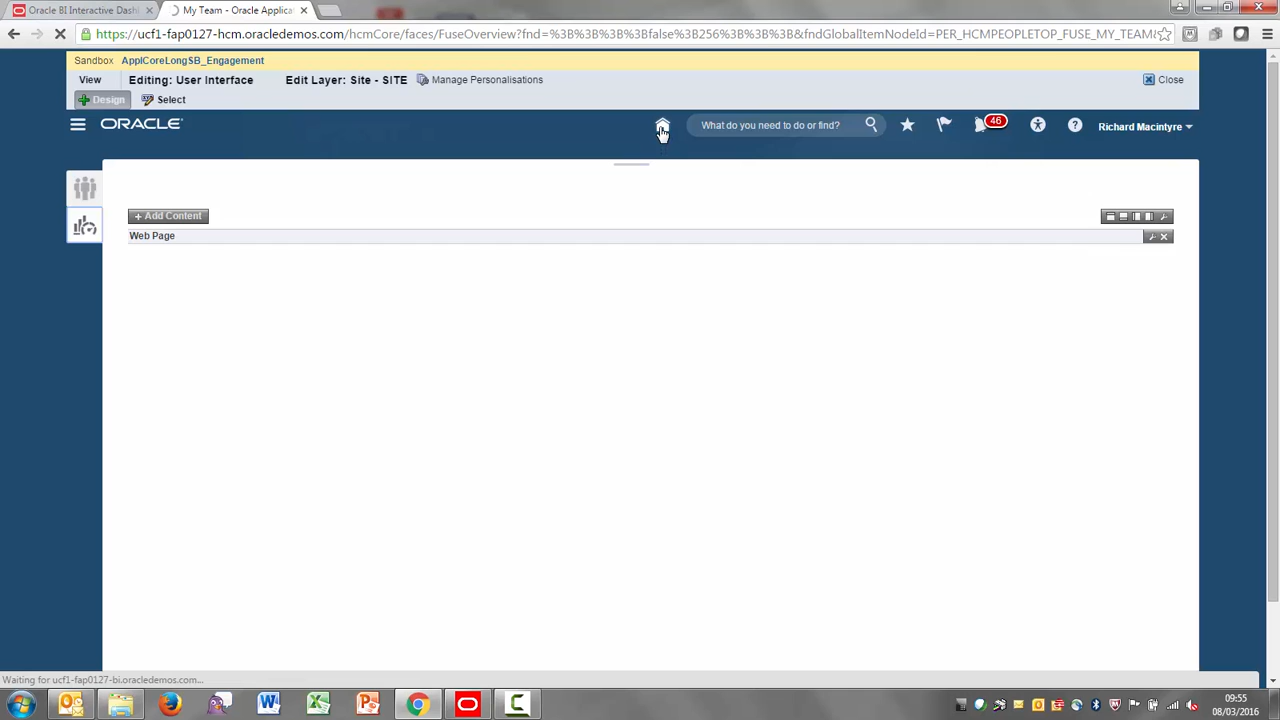 Oracle BI Interactive Dash
My Team - Oracle Applicat
https://ucf1-fap0127-hcm.oracledemos.com/hcmCore/faces/FuseOverview?fnd=%3B%3B%3B%3Bfalse%3B256%3B%3B%3B&fndGlobalItemNodeId=PER_HCMPEOPLETOP_FUSE_MY_TEAM&
Sandbox ApplCoreLongSB_Engagement
View Editing: User Interface Edit Layer: Site - SITE Manage Personalisations Close
Design Select
ORACLE What do you need to do or find? 46 Richard Macintyre
Add Content
Web Page
Waiting for ucf1-fap0127-bi.oracledemos.com...
09:55
08/03/2016